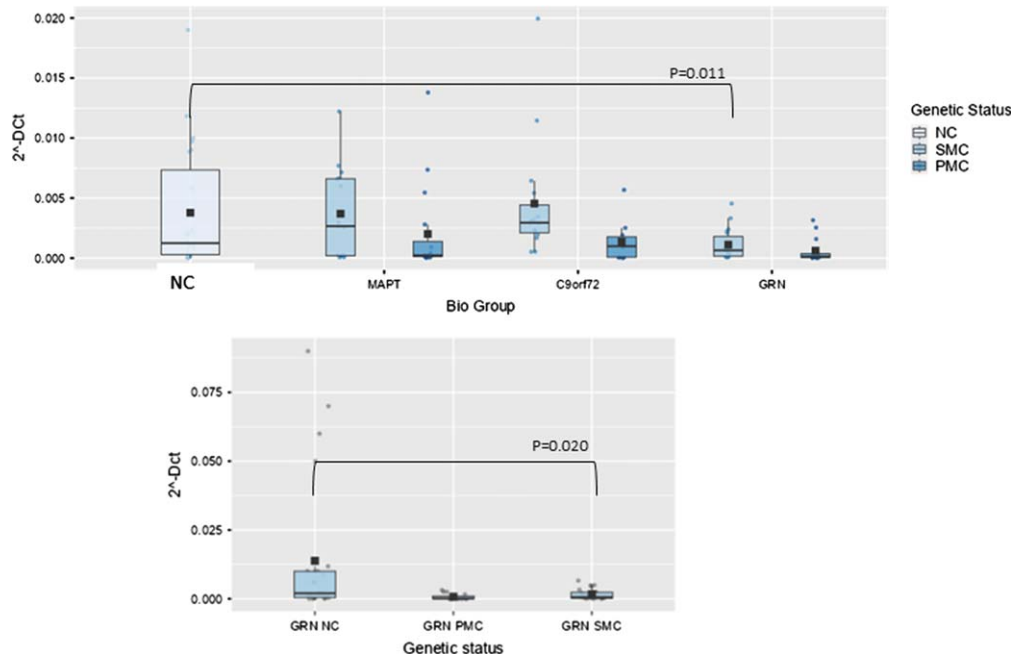 0.020
0.015
0.010
0.005
0.000
2^-DCt
P=0.011
NC
MAPT
C9orf72
GRN
Bio Group
Genetic Status
NC
SMC
PMC
0.075
0.050
0.025
0.000
2^-Dct
P=0.020
GRN NC
GRN PMC
GRN SMC
Genetic status